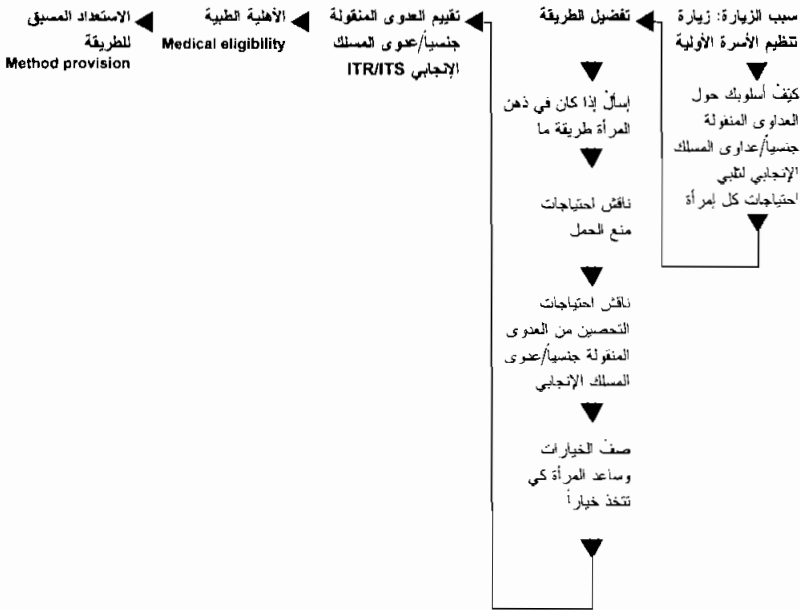 سبب الزيارة: زيارة
تنظيم الأسرة الأولية
كيّفْ أسلوبك حول
العداوى المنقولة
جنسياً/عداوى المسلك
الإنجابي لتلبي
احتياجات كل إمرأة
تفضيل الطريقة
إسألْ إذا كان في ذهن
المرأة طريقة ما
ناقش احتياجات
منع الحمل
ناقش احتياجات
التحصين من العدوى
المنقولة جنسياً/عدوى
المسلك الإنجابي
صفْ الخيارات
وساعد المرأة كي
تتخذ خياراً
تقييم العدوى المنقولة
جنسياً/عدوى المسلك
الإنجابي ITR/ITS
الأهلية الطبية
Medical eligibility
الاستعداد المسبق
للطريقة
Method provision